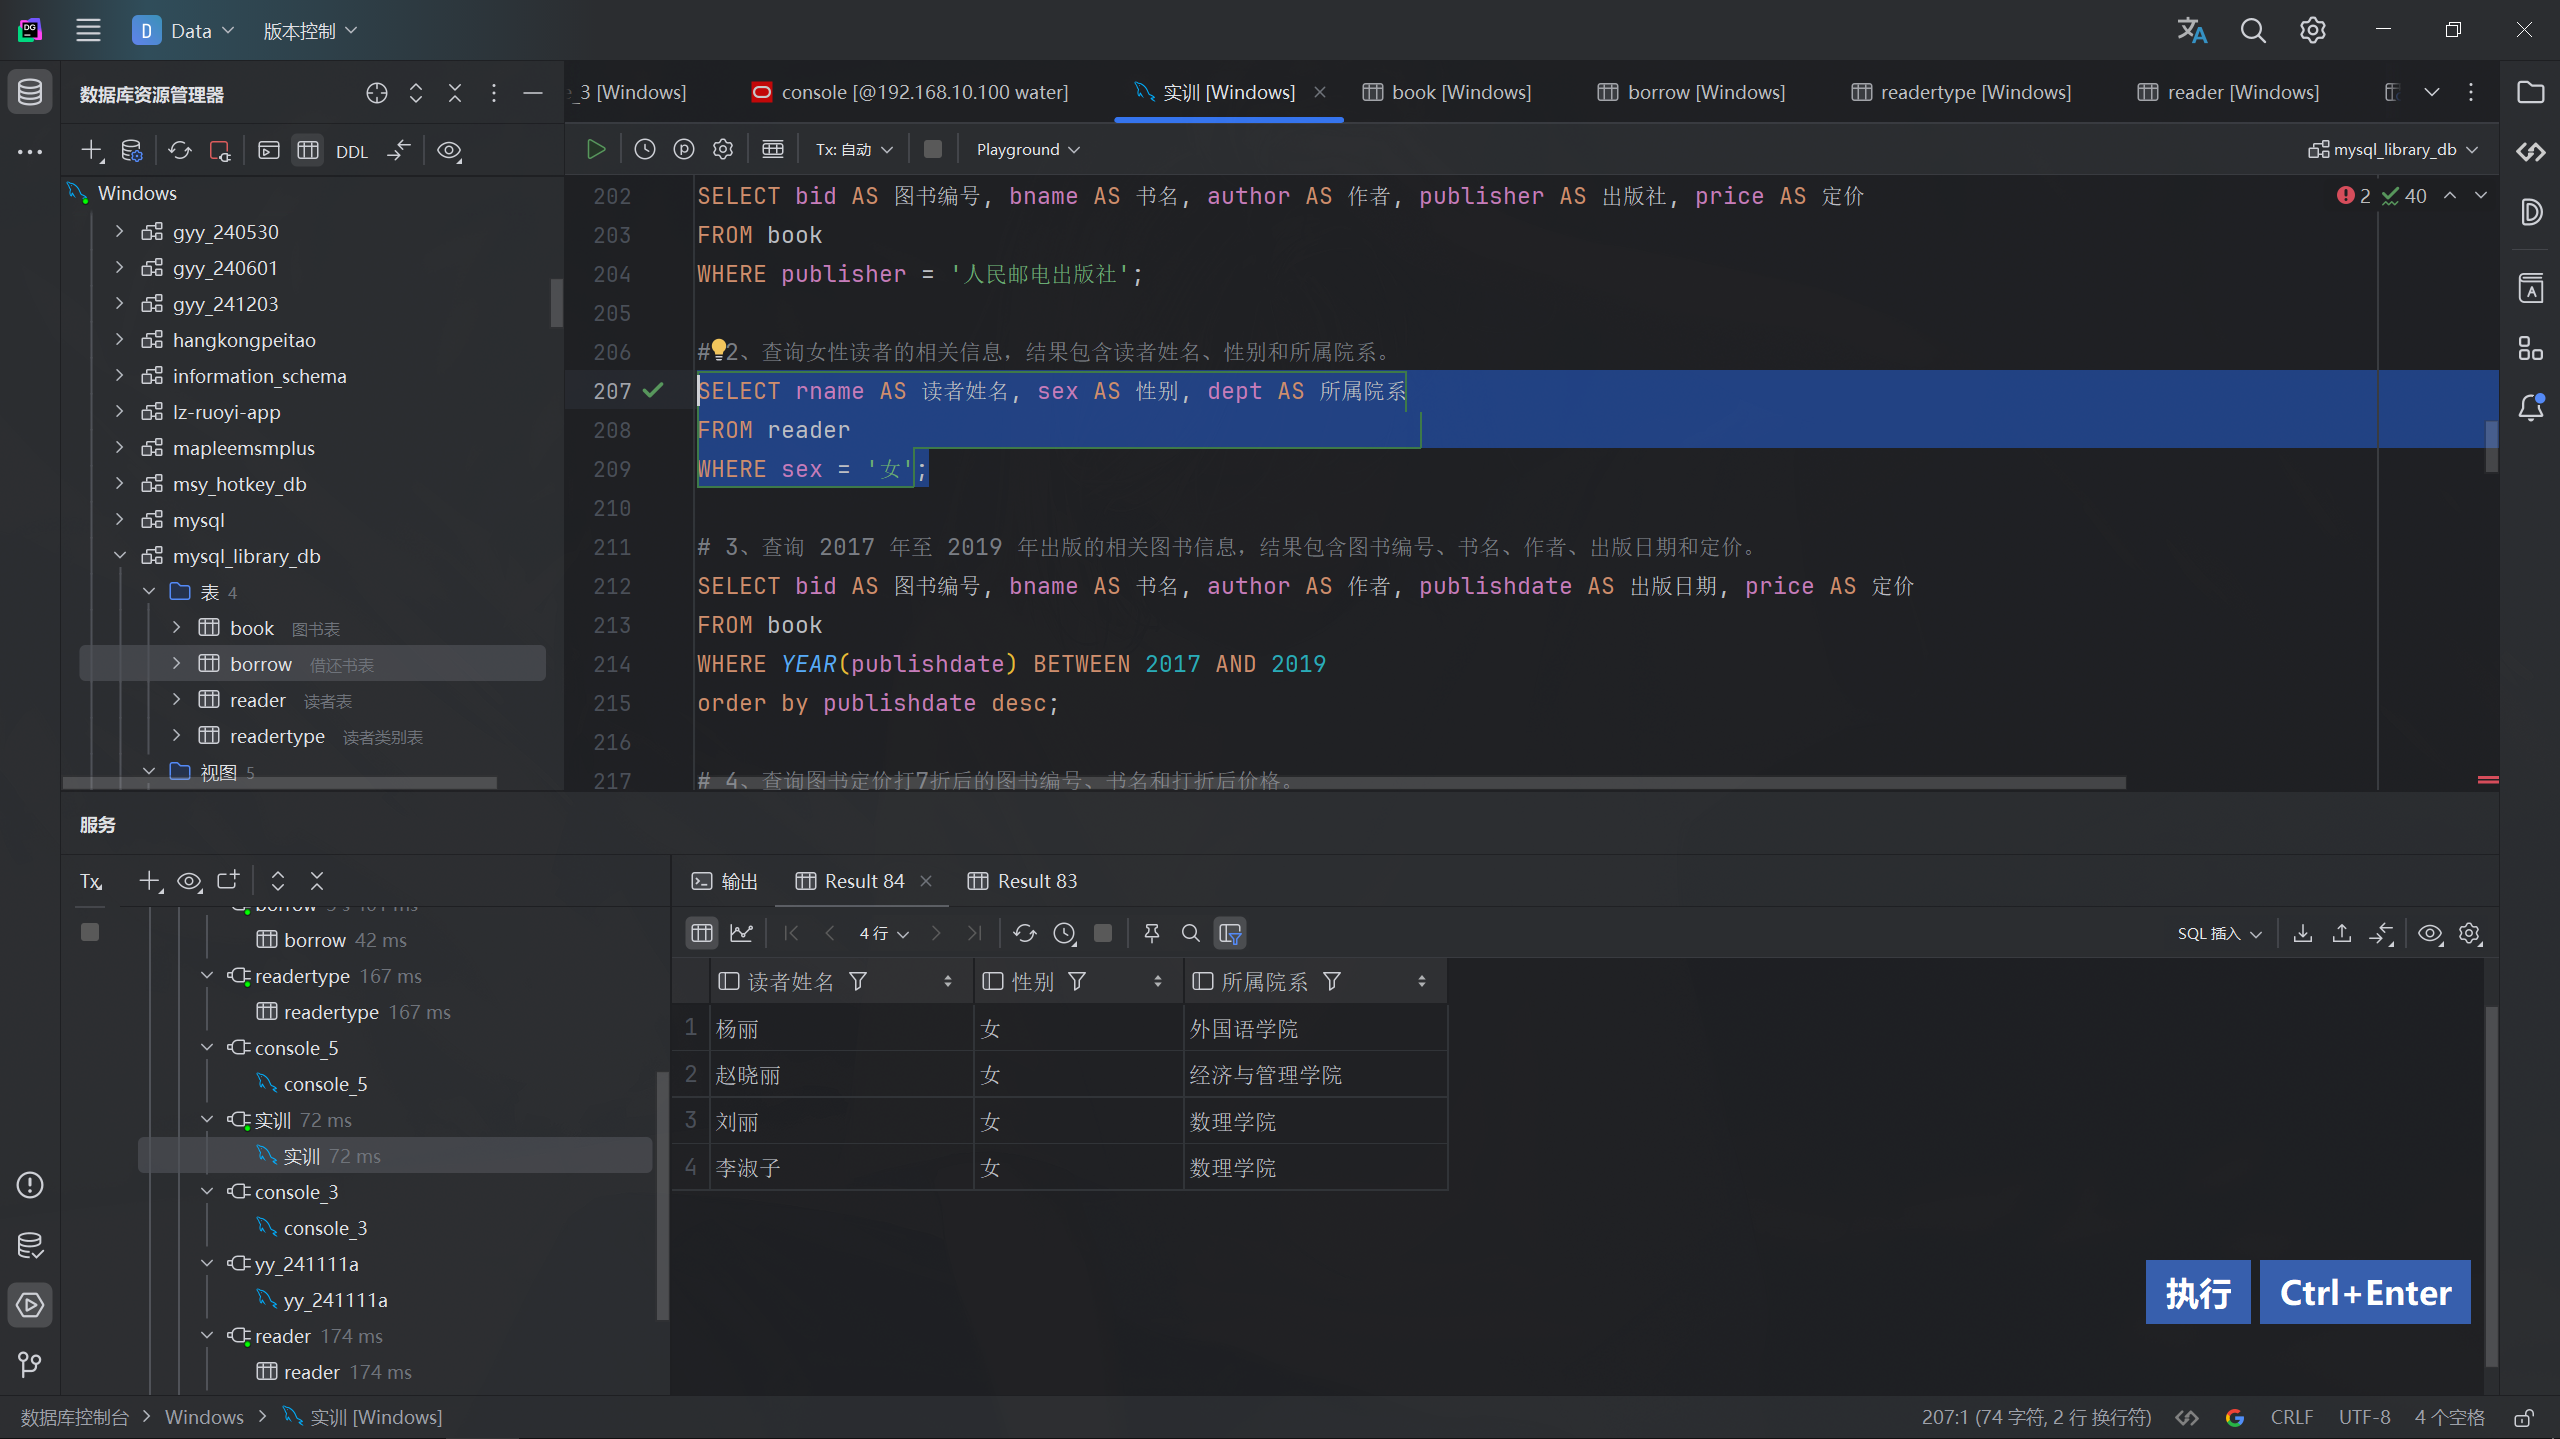 D Data 版本控制
数据库资源管理器
_3 [Windows] console [@192.168.10.100 water] 实训 [Windows] book [Windows] borrow [Windows] readertype [Windows] reader [Windows]
DDL
Tx: 自动 Playground mysql_library_db
Windows
gyy_240530
gyy_240601
gyy_241203
hangkongpeitao
information_schema
lz-ruoyi-app
mapleemsmplus
msy_hotkey_db
mysql
mysql_library_db
表 4
book 图书表
borrow 借还书表
reader 读者表
readertype 读者类别表
视图 5
2 40
202 SELECT bid AS 图书编号, bname AS 书名, author AS 作者, publisher AS 出版社, price AS 定价
203 FROM book
204 WHERE publisher = '人民邮电出版社';
205
206 # 2、查询女性读者的相关信息，结果包含读者姓名、性别和所属院系。
207 SELECT rname AS 读者姓名, sex AS 性别, dept AS 所属院系
208 FROM reader
209 WHERE sex = '女';
210
211 # 3、查询 2017 年至 2019 年出版的相关图书信息，结果包含图书编号、书名、作者、出版日期和定价。
212 SELECT bid AS 图书编号, bname AS 书名, author AS 作者, publishdate AS 出版日期, price AS 定价
213 FROM book
214 WHERE YEAR(publishdate) BETWEEN 2017 AND 2019
215 order by publishdate desc;
216
217 # 4、查询图书定价打7折后的图书编号、书名和打折后价格。
服务
Tx
borrow 42 ms
readertype 167 ms
readertype 167 ms
console_5
console_5
实训 72 ms
实训 72 ms
console_3
console_3
yy_241111a
yy_241111a
reader 174 ms
reader 174 ms
输出 Result 84 Result 83
4 行 SQL 插入
读者姓名 性别 所属院系
1 杨丽 女 外国语学院
2 赵晓丽 女 经济与管理学院
3 刘丽 女 数理学院
4 李淑子 女 数理学院
执行 Ctrl+Enter
数据库控制台 Windows 实训 [Windows]
207:1 (74 字符, 2 行 换行符) CRLF UTF-8 4 个空格